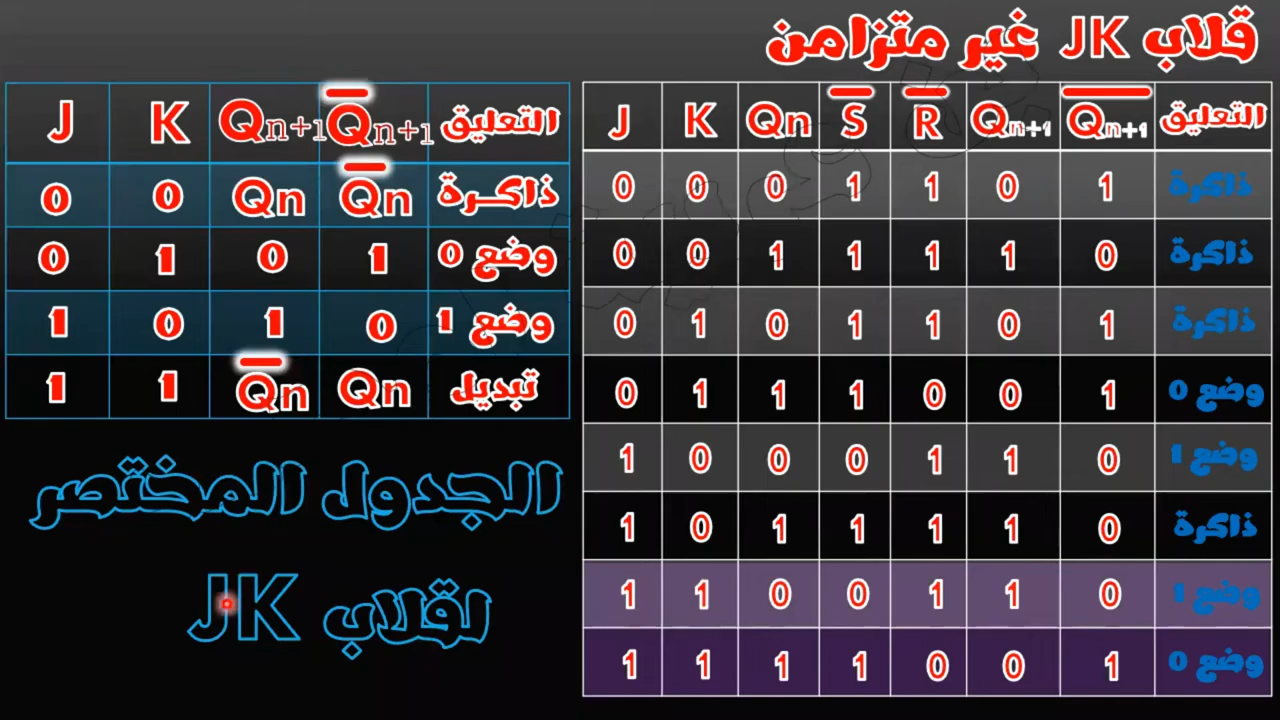 قلاب JK غير متزامن
J K Qn S̅ R̅ Qn+1 Q̅n+1 التعليق
0 0 0 1 1 0 1 ذاكرة
0 0 1 1 1 1 0 ذاكرة
0 1 0 1 1 0 1 ذاكرة
0 1 1 1 0 0 1 وضع 0
1 0 0 0 1 1 0 وضع 1
1 0 1 1 1 1 0 ذاكرة
1 1 0 0 1 1 0 وضع 1
1 1 1 1 0 0 1 وضع 0
J K Qn+1 Q̅n+1 التعليق
0 0 Qn Q̅n ذاكــرة
0 1 0 1 وضع 0
1 0 1 0 وضع 1
1 1 Q̅n Qn تبديل
الجدول المختصر
لقلاب JK